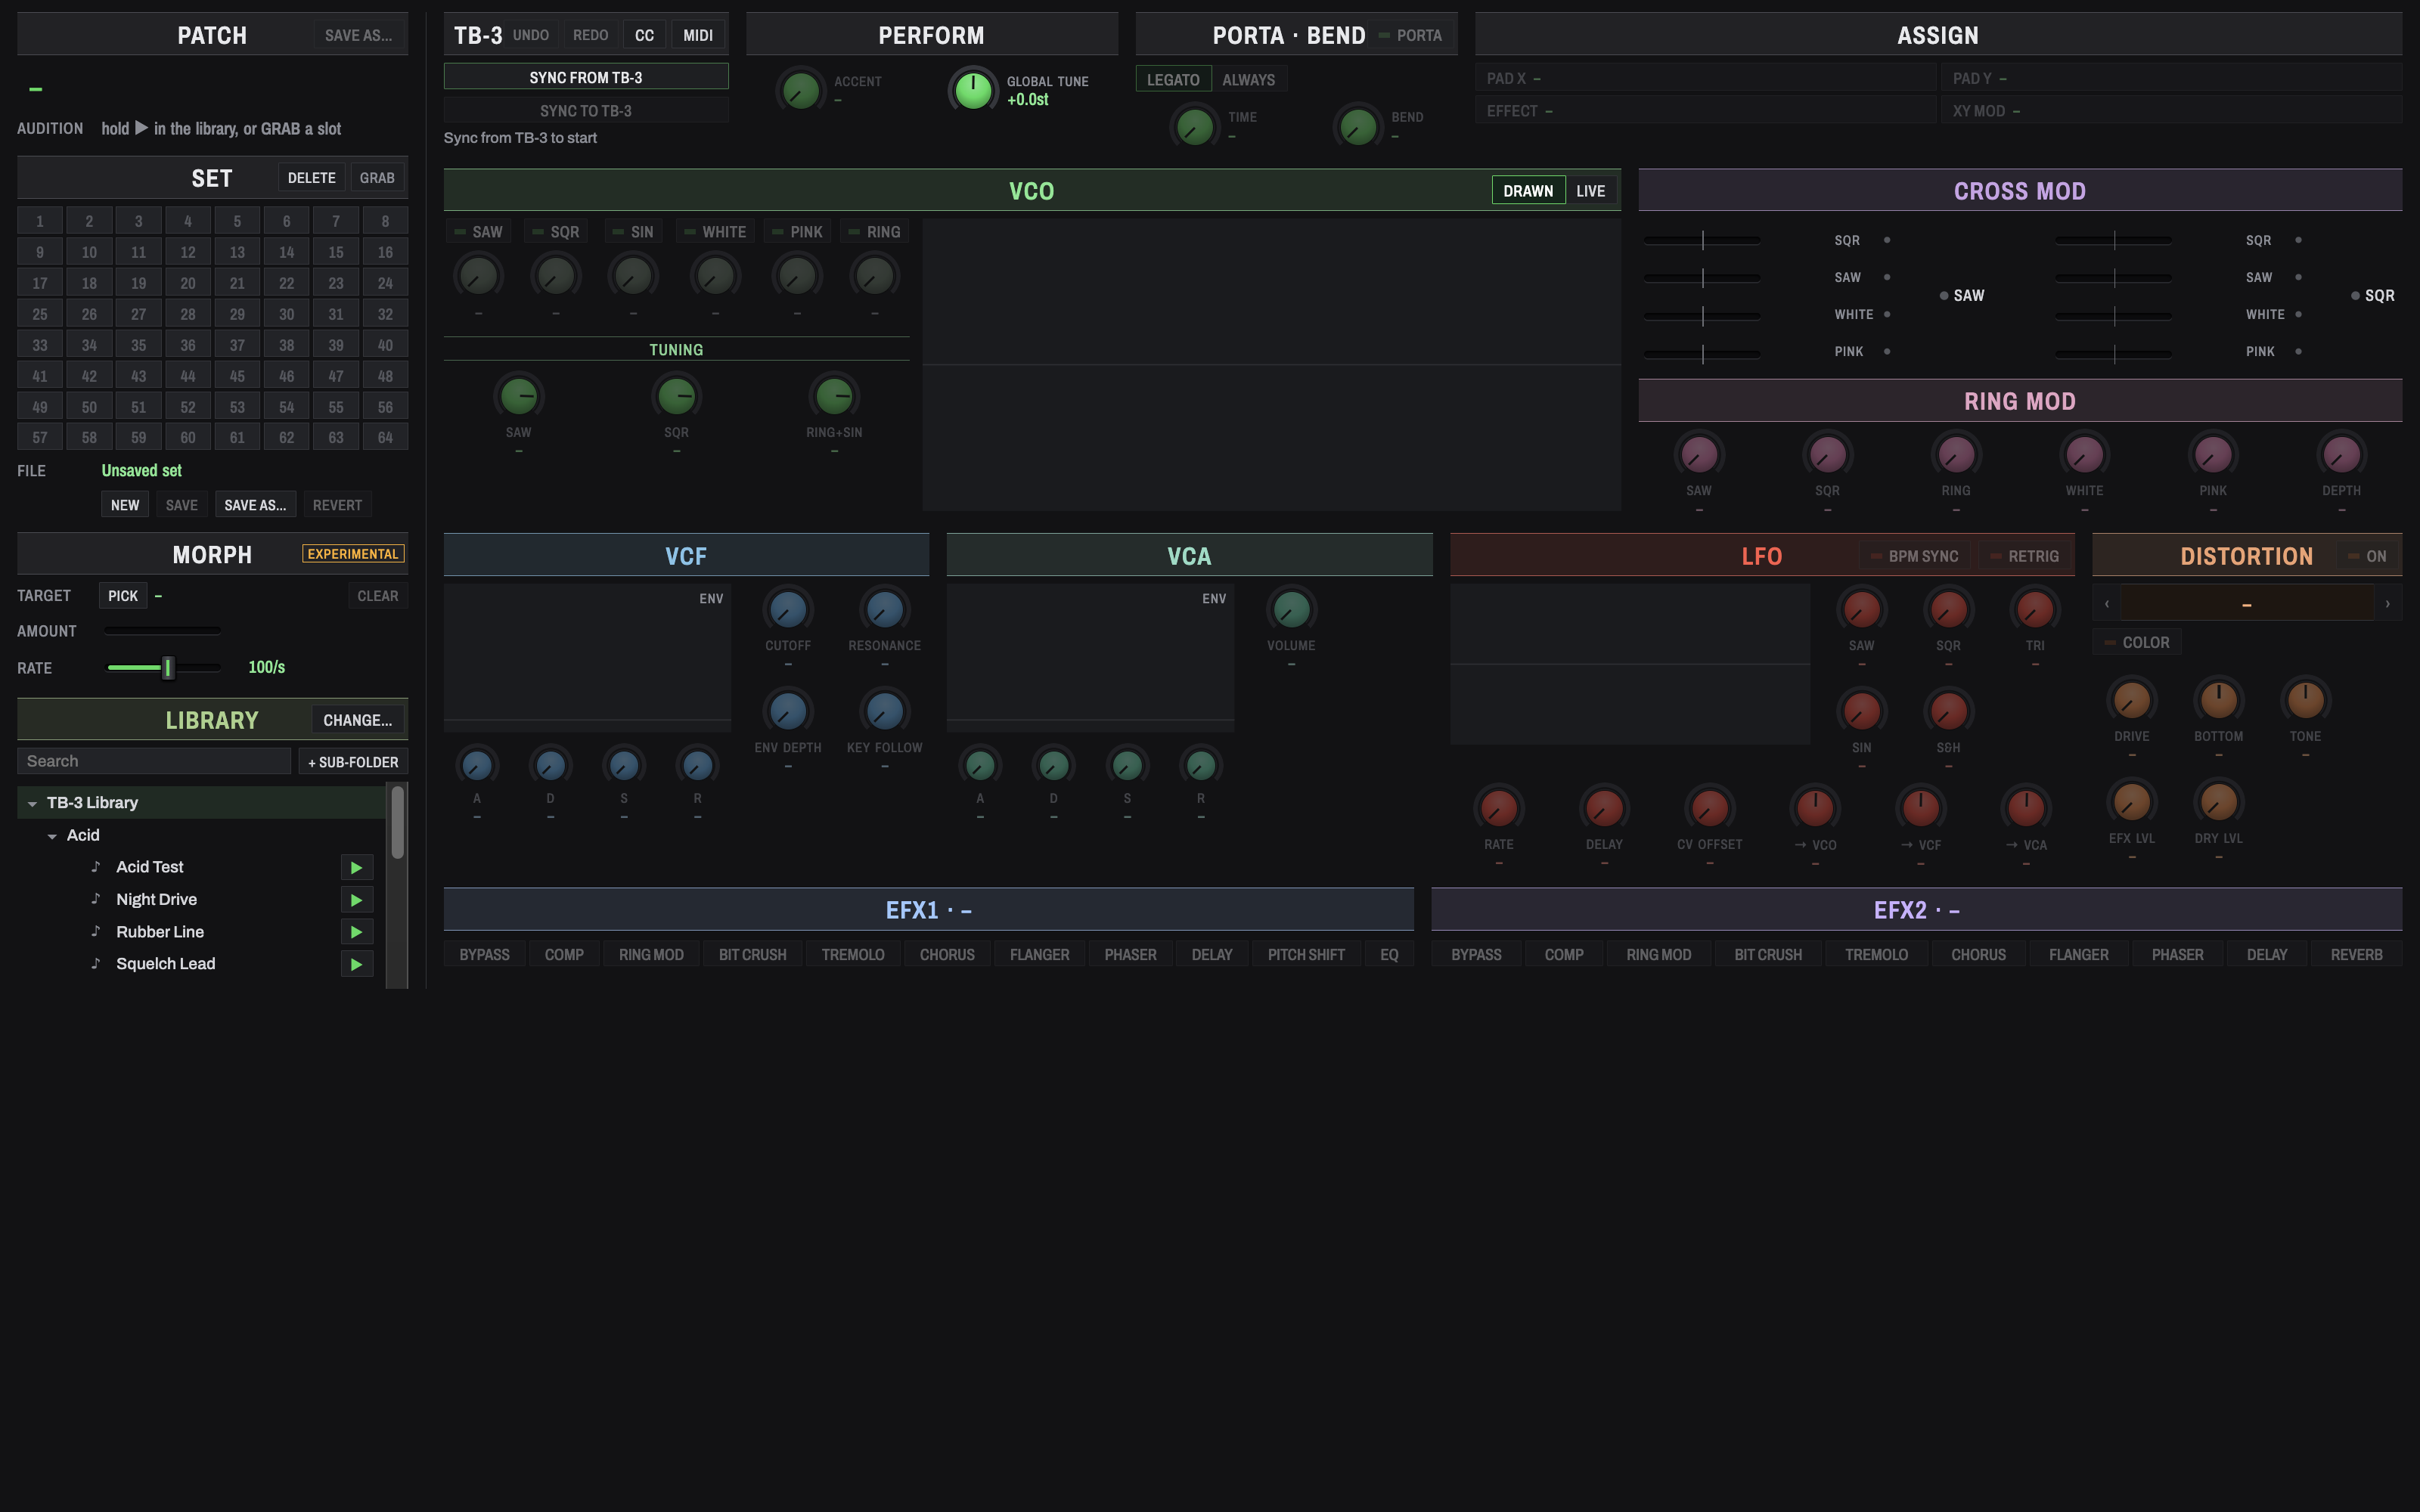 PATCH
SAVE AS...
–
AUDITION hold ▶ in the library, or GRAB a slot
SET
DELETE
GRAB
1 2 3 4 5 6 7 8
9 10 11 12 13 14 15 16
17 18 19 20 21 22 23 24
25 26 27 28 29 30 31 32
33 34 35 36 37 38 39 40
41 42 43 44 45 46 47 48
49 50 51 52 53 54 55 56
57 58 59 60 61 62 63 64
FILE Unsaved set
NEW SAVE SAVE AS... REVERT
MORPH
EXPERIMENTAL
TARGET PICK – CLEAR
AMOUNT
RATE 100/s
LIBRARY
CHANGE...
Search
+ SUB-FOLDER
TB-3 Library
Acid
Acid Test
Night Drive
Rubber Line
Squelch Lead
TB-3 UNDO REDO CC MIDI
SYNC FROM TB-3
SYNC TO TB-3
Sync from TB-3 to start
PERFORM
ACCENT
–
GLOBAL TUNE
+0.0st
PORTA · BEND
PORTA
LEGATO ALWAYS
TIME
–
BEND
–
ASSIGN
PAD X –
PAD Y –
EFFECT –
XY MOD –
VCO
DRAWN LIVE
SAW SQR SIN WHITE PINK RING
– – – – – –
TUNING
SAW SQR RING+SIN
– – –
CROSS MOD
SQR
SAW
WHITE
PINK
SAW
SQR
SAW
WHITE
PINK
SQR
RING MOD
SAW SQR RING WHITE PINK DEPTH
– – – – – –
VCF
ENV
CUTOFF RESONANCE
– –
ENV DEPTH KEY FOLLOW
– –
A D S R
– – – –
VCA
ENV
VOLUME
–
A D S R
– – – –
LFO
BPM SYNC
RETRIG
SAW SQR TRI
– – –
SIN S&H
– –
RATE DELAY CV OFFSET → VCO → VCF → VCA
– – – – – –
DISTORTION
ON
‹ – ›
COLOR
DRIVE BOTTOM TONE
– – –
EFX LVL DRY LVL
– –
EFX1 · –
BYPASS COMP RING MOD BIT CRUSH TREMOLO CHORUS FLANGER PHASER DELAY PITCH SHIFT EQ
EFX2 · –
BYPASS COMP RING MOD BIT CRUSH TREMOLO CHORUS FLANGER PHASER DELAY REVERB